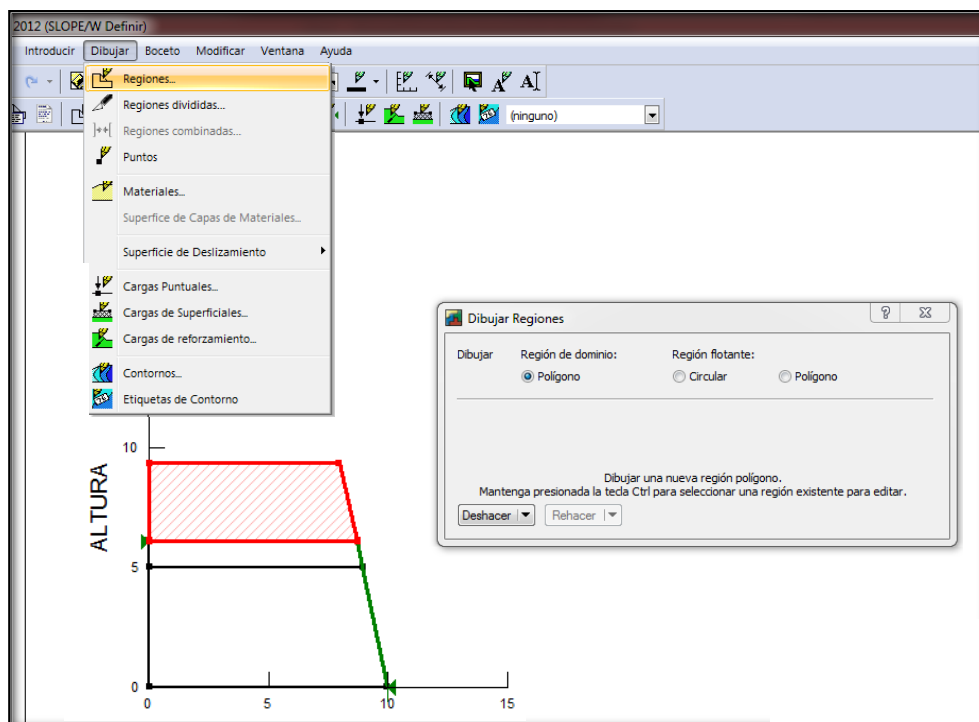 2012 (SLOPE/W Definir)
Introducir Dibujar Boceto Modificar Ventana Ayuda
Regiones...
Regiones divididas...
Regiones combinadas...
Puntos
Materiales...
Superfice de Capas de Materiales...
Superficie de Deslizamiento
Cargas Puntuales...
Cargas de Superficiales...
Cargas de reforzamiento...
Contornos...
Etiquetas de Contorno
(ninguno)
Dibujar Regiones
Dibujar Región de dominio: Región flotante:
Polígono Circular Polígono
Dibujar una nueva región polígono.
Mantenga presionada la tecla Ctrl para seleccionar una región existente para editar.
Deshacer Rehacer
ALTURA
10
5
0
0 5 10 15